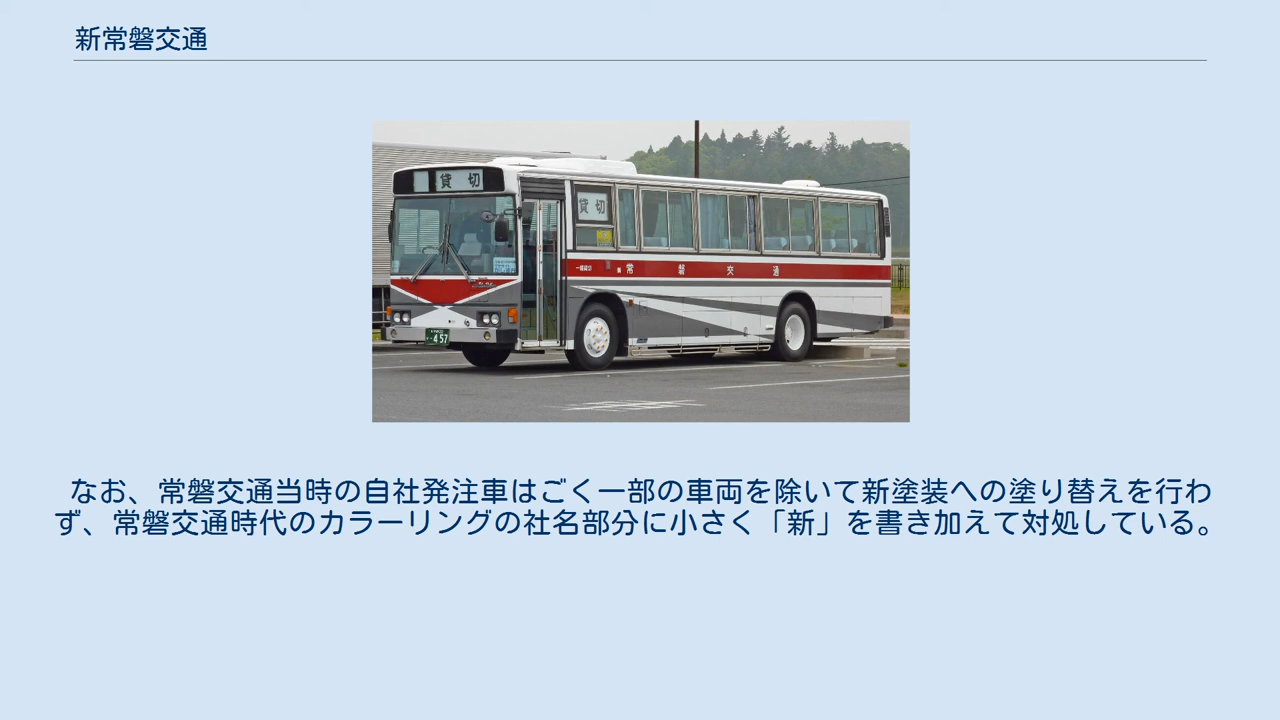 新常磐交通
貸切
貸切
常磐交通
457
なお、常磐交通当時の自社発注車はごく一部の車両を除いて新塗装への塗り替えを行わ
ず、常磐交通時代のカラーリングの社名部分に小さく「新」を書き加えて対処している。